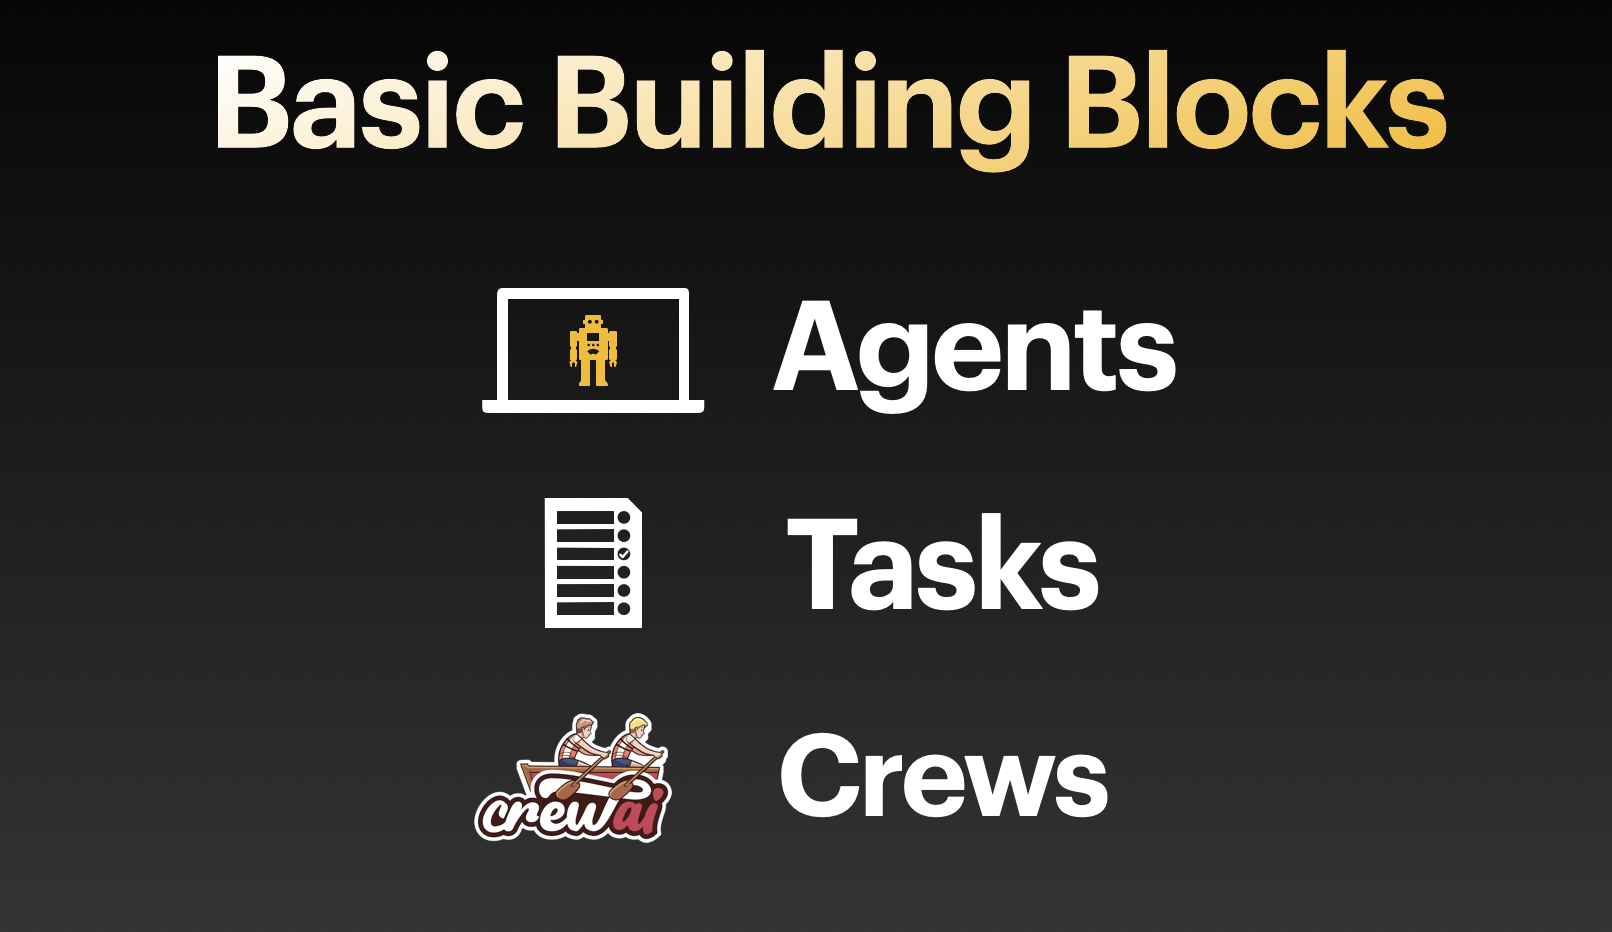 Basic Building Blocks
Agents
Tasks
crewai
Crews